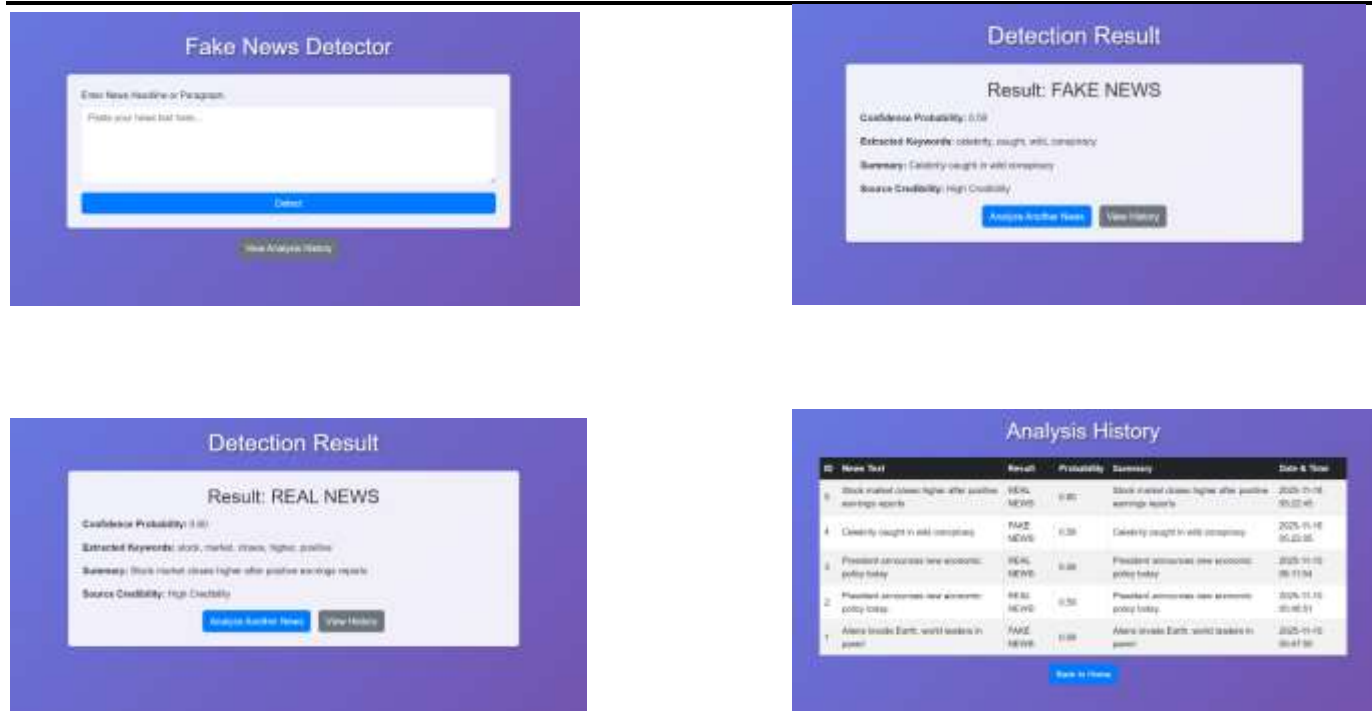 Fake News Detector
Enter News Headline or Paragraph:
Paste your news text here...
Detect
View Analysis History
Detection Result
Result: FAKE NEWS
Confidence Probability:
Extracted Keywords: celebrity, caught, wild, conspiracy
Summary: Celebrity caught in wild conspiracy
Source Credibility: High Credibility
Analyze Another News
View History
Detection Result
Result: REAL NEWS
Confidence Probability:
Extracted Keywords: stock, market, closes, higher, positive
Summary: Stock market closes higher after positive earnings reports
Source Credibility: High Credibility
Analyze Another News
View History
Analysis History
ID News Text Result Probability Summary Date & Time
Stock market closes higher after positive REAL Stock market closes higher after positive
earnings reports NEWS earnings reports
4 Celebrity caught in wild conspiracy FAKE Celebrity caught in wild conspiracy
NEWS
3 President announces new economic REAL President announces new economic
policy today NEWS policy today
2 President announces new economic REAL President announces new economic
policy today NEWS policy today
1 Aliens invade Earth, world leaders in FAKE Aliens invade Earth, world leaders in
panic! NEWS panic!
Back to Home